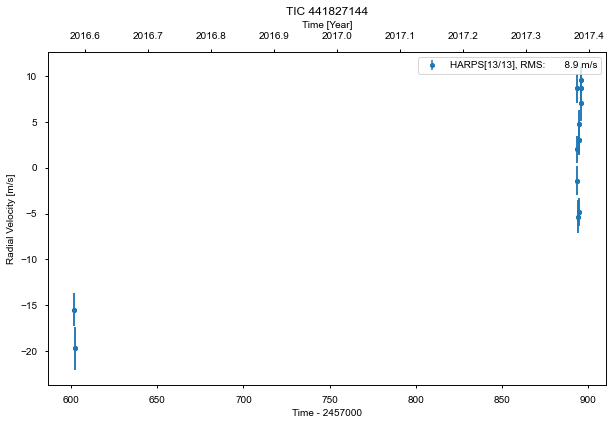 TIC 441827144
Time [Year]
2016.6 2016.7 2016.8 2016.9 2017.0 2017.1 2017.2 2017.3 2017.4
HARPS[13/13], RMS: 8.9 m/s
10
5
0
−5
−10
−15
−20
Radial Velocity [m/s]
600 650 700 750 800 850 900
Time - 2457000